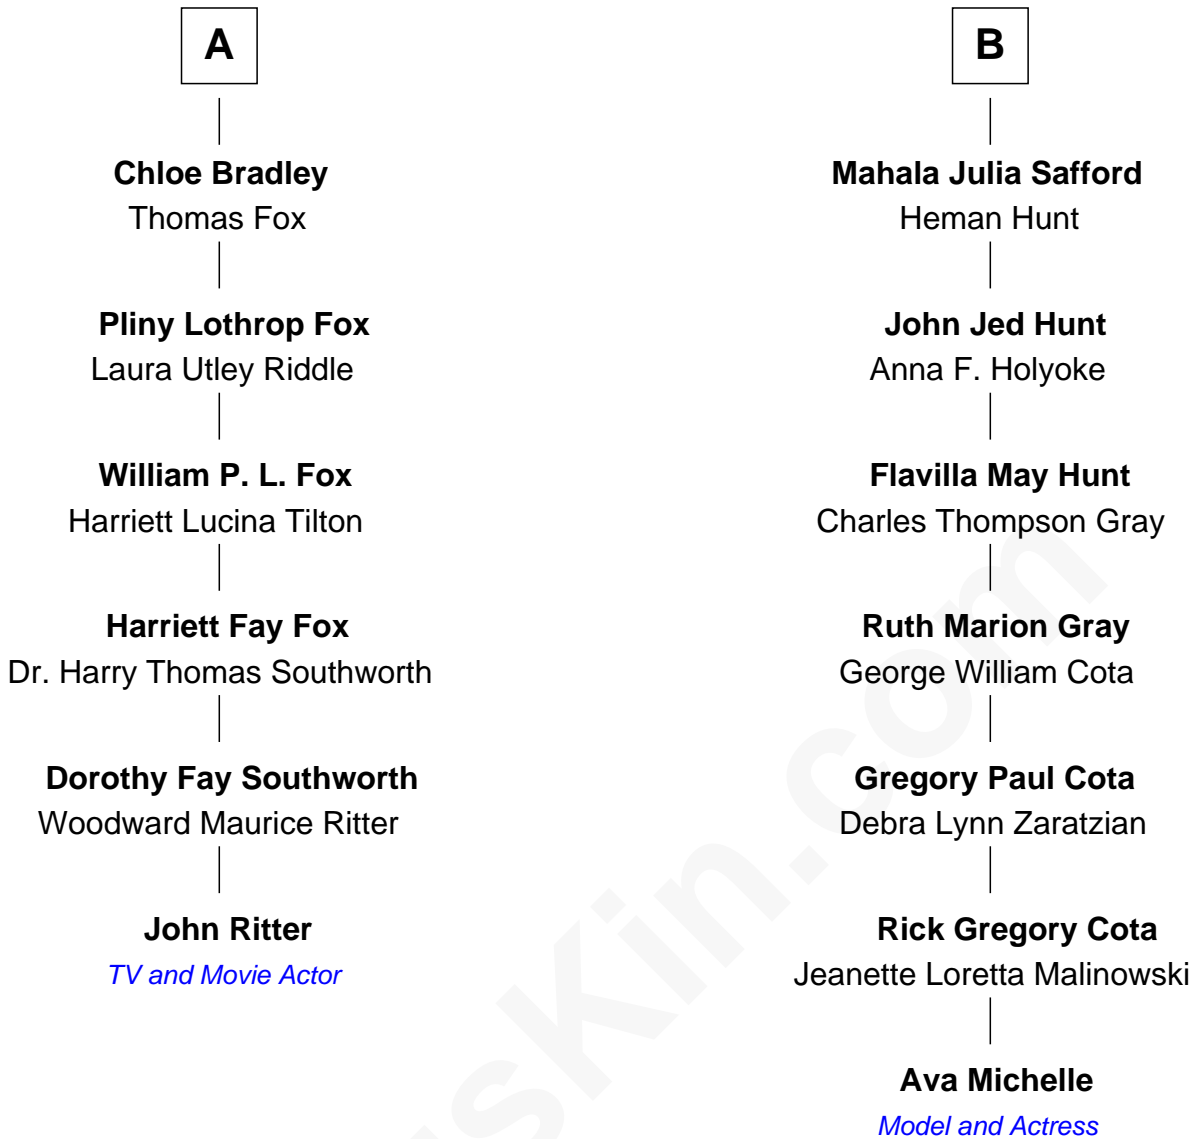 A
Chloe Bradley
Thomas Fox
Pliny Lothrop Fox
Laura Utley Riddle
William P. L. Fox
Harriett Lucina Tilton
Harriett Fay Fox
Dr. Harry Thomas Southworth
Dorothy Fay Southworth
Woodward Maurice Ritter
John Ritter
TV and Movie Actor
B
Mahala Julia Safford
Heman Hunt
John Jed Hunt
Anna F. Holyoke
Flavilla May Hunt
Charles Thompson Gray
Ruth Marion Gray
George William Cota
Gregory Paul Cota
Debra Lynn Zaratzian
Rick Gregory Cota
Jeanette Loretta Malinowski
Ava Michelle
Model and Actress
usKin.com